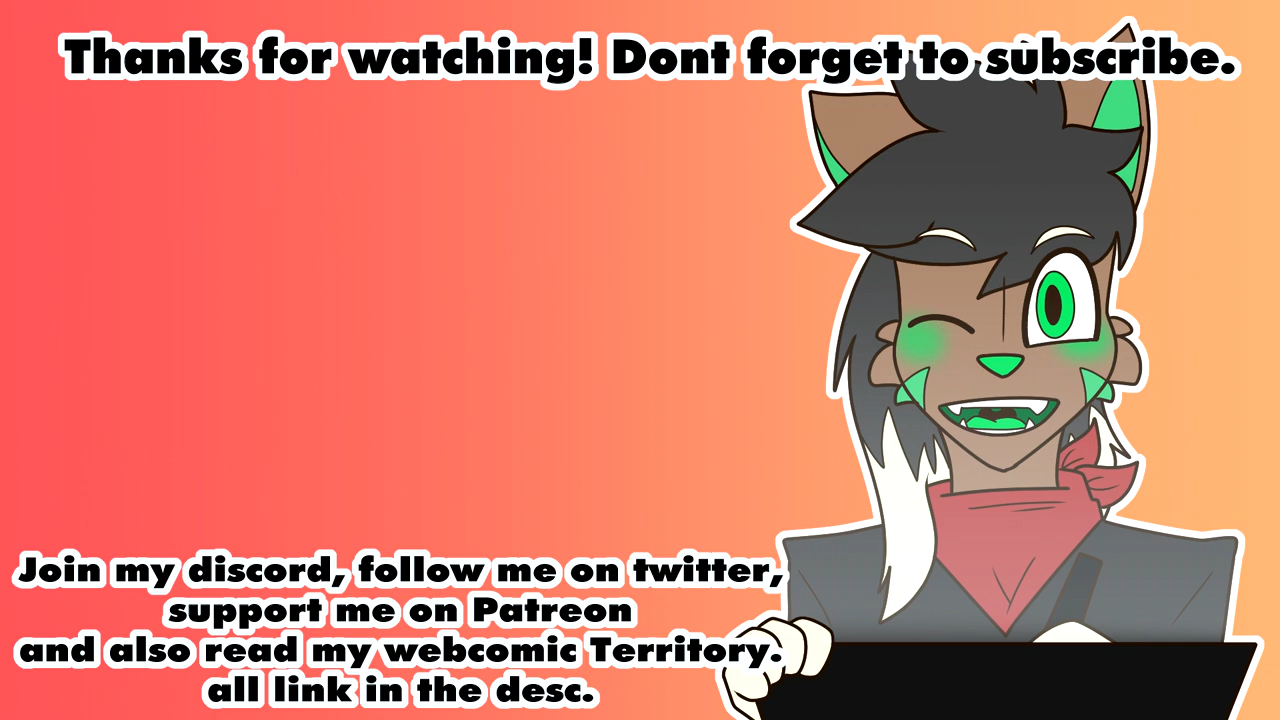 Thanks for watching! Dont forget to subscribe.
Join my discord, follow me on twitter,
support me on Patreon
and also read my webcomic Territory.
all link in the desc.